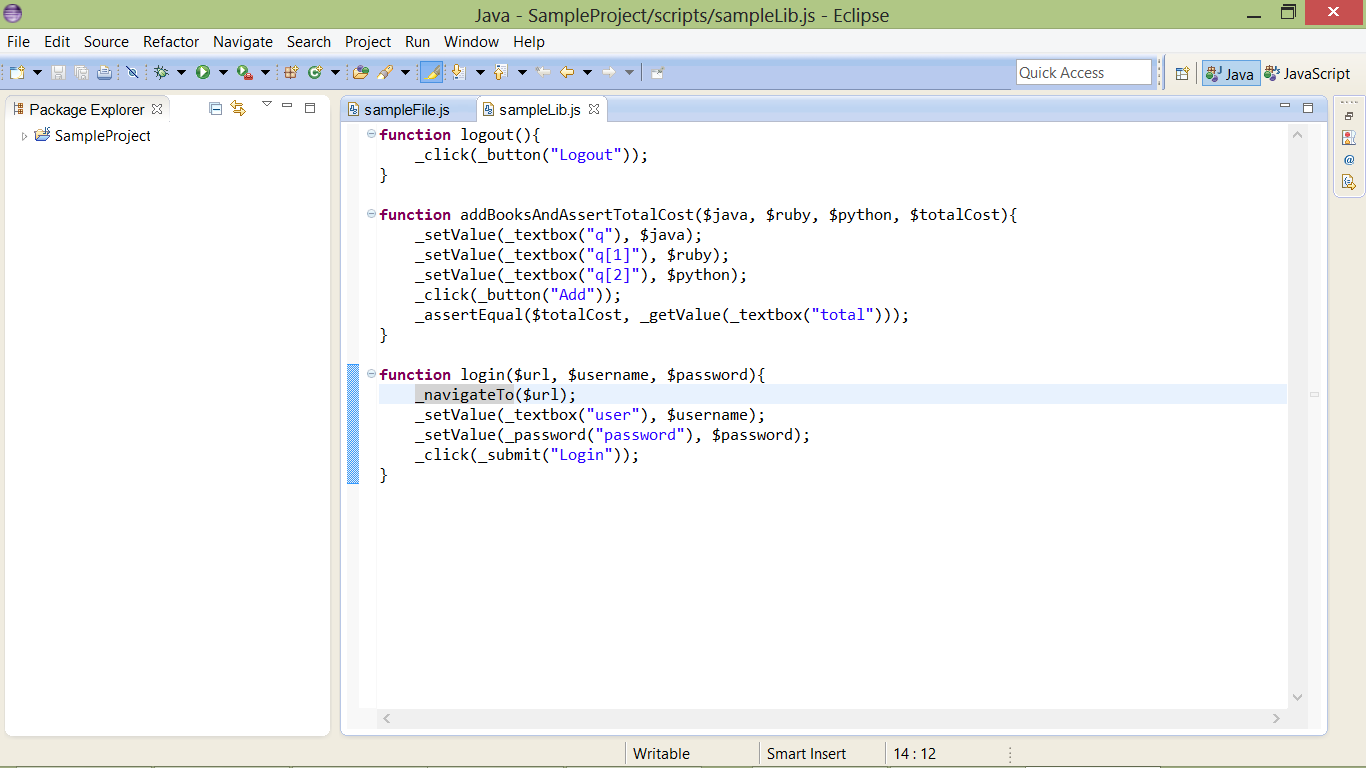 Java - SampleProject/scripts/sampleLib.js - Eclipse
File Edit Source Refactor Navigate Search Project Run Window Help
Quick Access
Java
JavaScript
Package Explorer
SampleProject
sampleFile.js
sampleLib.js
function logout(){
    _click(_button("Logout"));
}
function addBooksAndAssertTotalCost($java, $ruby, $python, $totalCost){
    _setValue(_textbox("q"), $java);
    _setValue(_textbox("q[1]"), $ruby);
    _setValue(_textbox("q[2]"), $python);
    _click(_button("Add"));
    _assertEqual($totalCost, _getValue(_textbox("total")));
}
function login($url, $username, $password){
    _navigateTo($url);
    _setValue(_textbox("user"), $username);
    _setValue(_password("password"), $password);
    _click(_submit("Login"));
}
Writable
Smart Insert
14 : 12